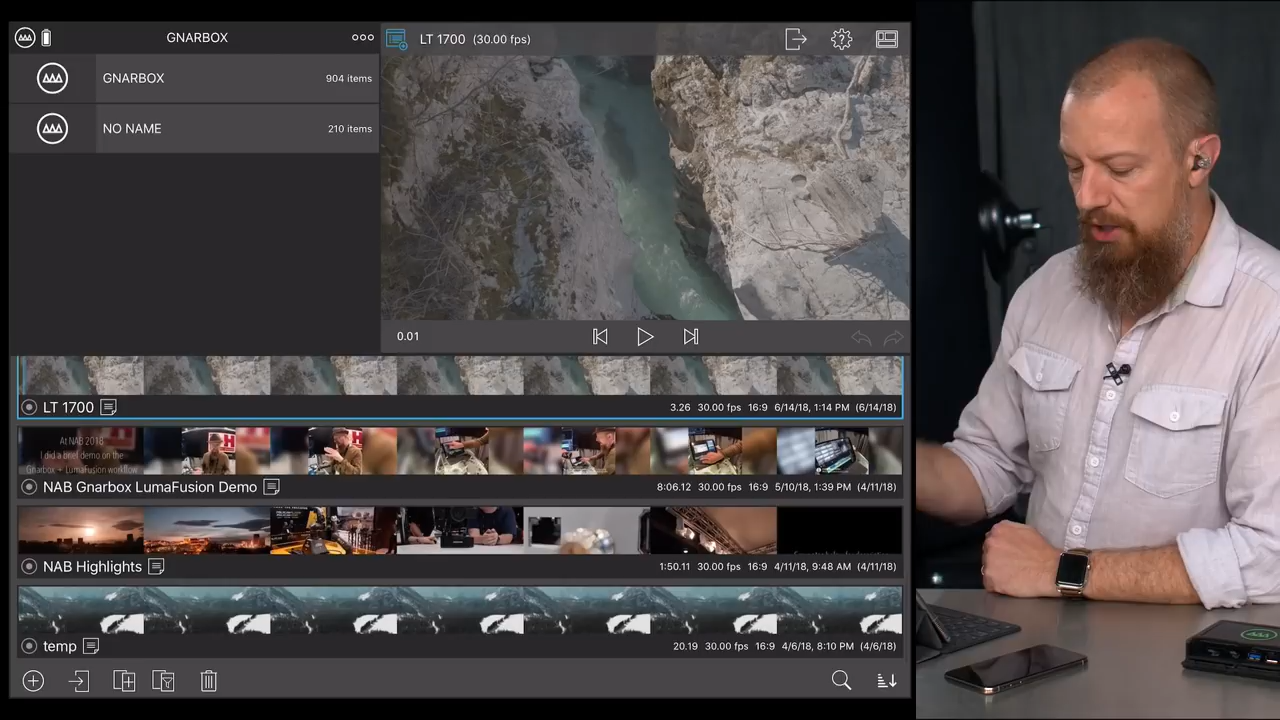 GNARBOX
GNARBOX 904 items
NO NAME 210 items
LT 1700 (30.00 fps)
0.01
LT 1700 3.26 30.00 fps 16:9 6/14/18, 1:14 PM (6/14/18)
At NAB 2018
I did a brief demo on the
Gnarbox + LumaFusion workflow
NAB Gnarbox LumaFusion Demo 8:06.12 30.00 fps 16:9 5/10/18, 1:39 PM (4/11/18)
NAB Highlights 1:50.11 30.00 fps 16:9 4/11/18, 9:48 AM (4/11/18)
temp 20.19 30.00 fps 16:9 4/6/18, 8:10 PM (4/6/18)